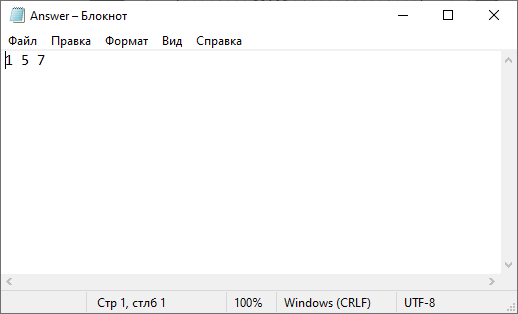 Answer – Блокнот
Файл Правка Формат Вид Справка
1 5 7
Стр 1, стлб 1 100% Windows (CRLF) UTF-8